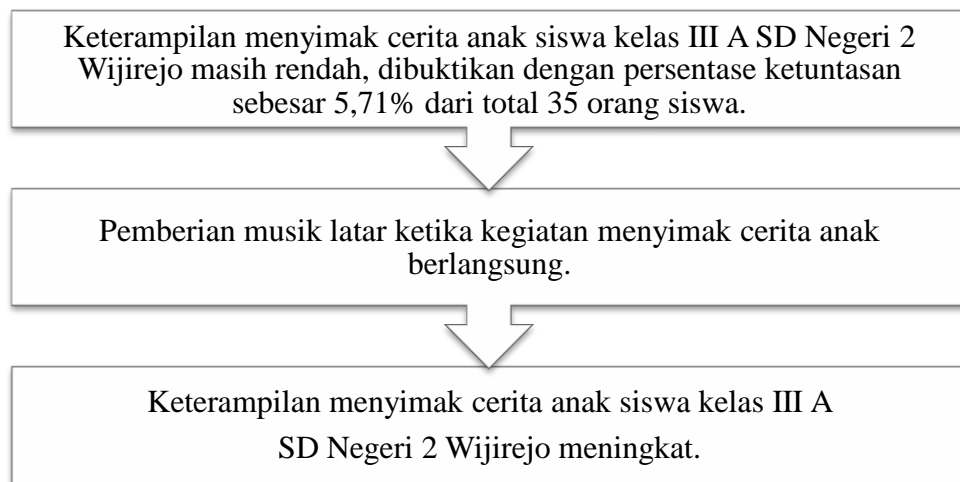 Keterampilan menyimak cerita anak siswa kelas III A SD Negeri 2
Wijirejo masih rendah, dibuktikan dengan persentase ketuntasan
sebesar 5,71% dari total 35 orang siswa.
Pemberian musik latar ketika kegiatan menyimak cerita anak
berlangsung.
Keterampilan menyimak cerita anak siswa kelas III A
SD Negeri 2 Wijirejo meningkat.